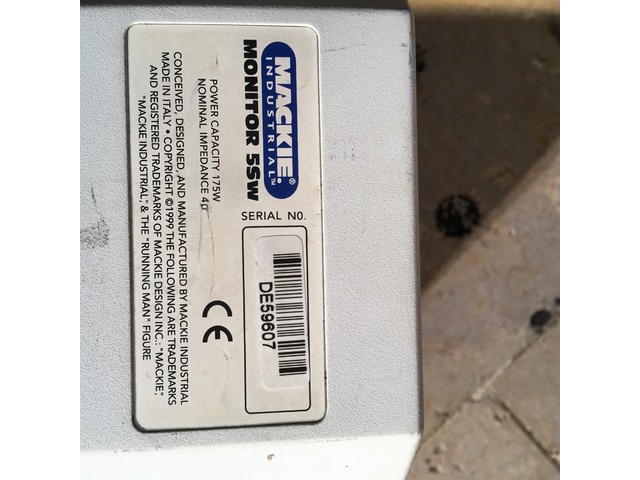 MACKIE.®
INDUSTRIAL™
MONITOR 5Sw
POWER CAPACITY 175W
NOMINAL IMPEDANCE 4Ω
SERIAL NO.
DE59607
CE
CONCEIVED, DESIGNED, AND MANUFACTURED BY MACKIE INDUSTRIAL
MADE IN ITALY • COPYRIGHT ©1999 THE FOLLOWING ARE TRADEMARKS
AND REGISTERED TRADEMARKS OF MACKIE DESIGN INC.: "MACKIE,"
"MACKIE INDUSTRIAL," & THE "RUNNING MAN" FIGURE